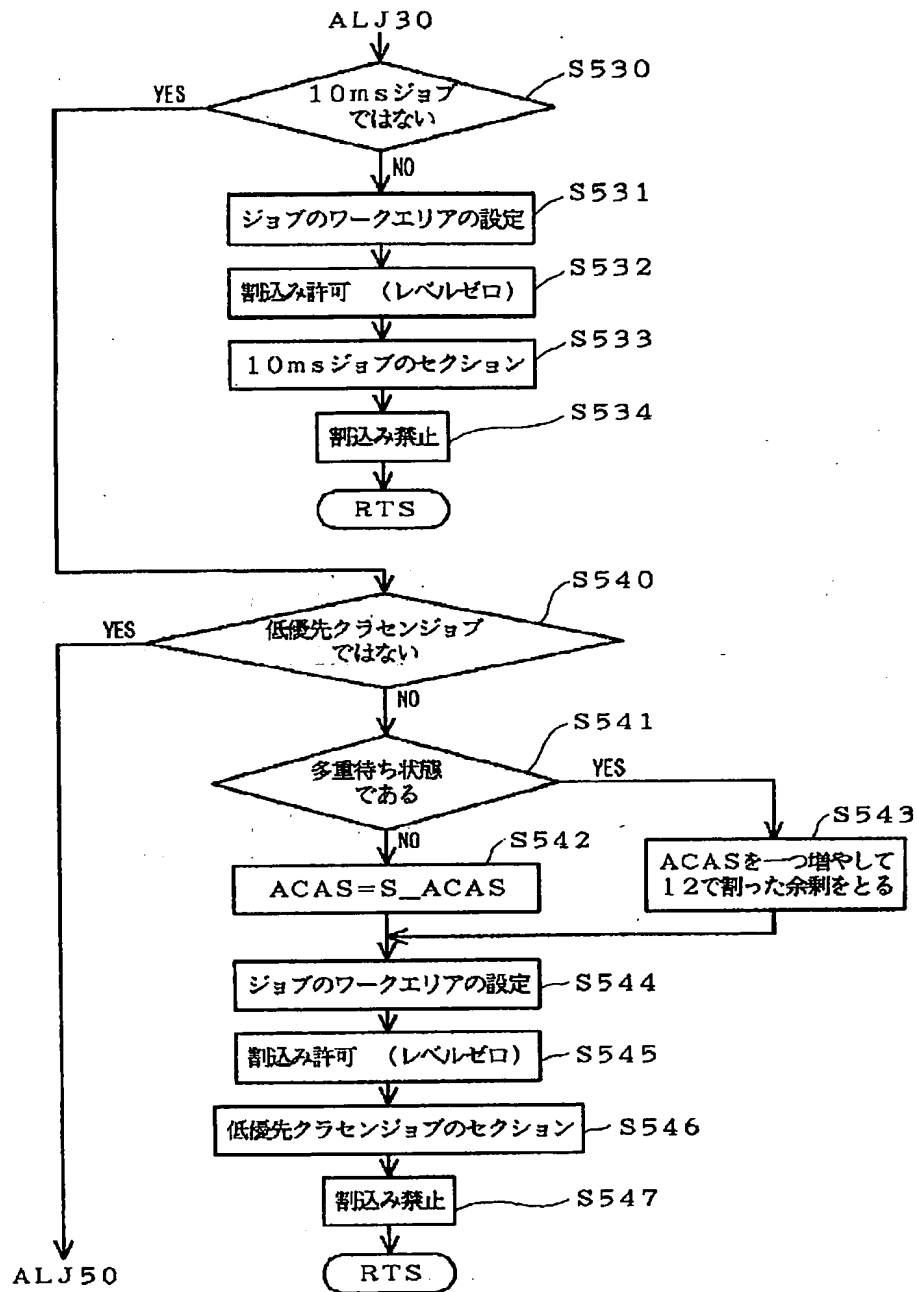 ALJ30
S530
10msジョブ
ではない
YES
NO
S531
ジョブのワークエリアの設定
S532
割込み許可 (レベルゼロ)
S533
10msジョブのセクション
S534
割込み禁止
RTS
S540
低優先クラセンジョブ
ではない
YES
NO
S541
多重待ち状態
である
YES
NO
S542
ACAS=S_ACAS
S543
ACASを一つ増やして
12で割った余剰をとる
ジョブのワークエリアの設定
S544
割込み許可 (レベルゼロ)
S545
低優先クラセンジョブのセクション
S546
割込み禁止
S547
RTS
ALJ50